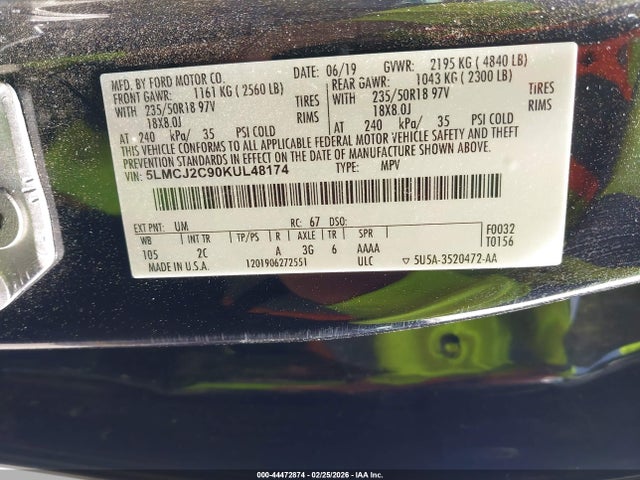 MFD. BY FORD MOTOR CO. DATE: 06/19 GVWR: 2195 KG ( 4840 LB)
FRONT GAWR: 1161 KG ( 2560 LB) REAR GAWR: 1043 KG ( 2300 LB)
WITH 235/50R18 97V TIRES WITH 235/50R18 97V TIRES
18X8.0J RIMS 18X8.0J RIMS
AT 240 kPa/ 35 PSI COLD AT 240 kPa/ 35 PSI COLD
THIS VEHICLE CONFORMS TO ALL APPLICABLE FEDERAL MOTOR VEHICLE SAFETY AND THEFT
PREVENTION STANDARDS IN EFFECT ON THE DATE OF MANUFACTURE SHOWN ABOVE.
VIN: 5LMCJ2C90KUL48174 TYPE: MPV
EXT PNT: UM RC: 67 DSO: F0032
WB INT TR TP/PS R AXLE TR SPR T0156
105 2C A 3G 6 AAAA
MADE IN U.S.A. 1201906272551 ULC ▽ 5U5A-3520472-AA
000-44472874 | 02/25/2026 - IAA Inc. Copyright